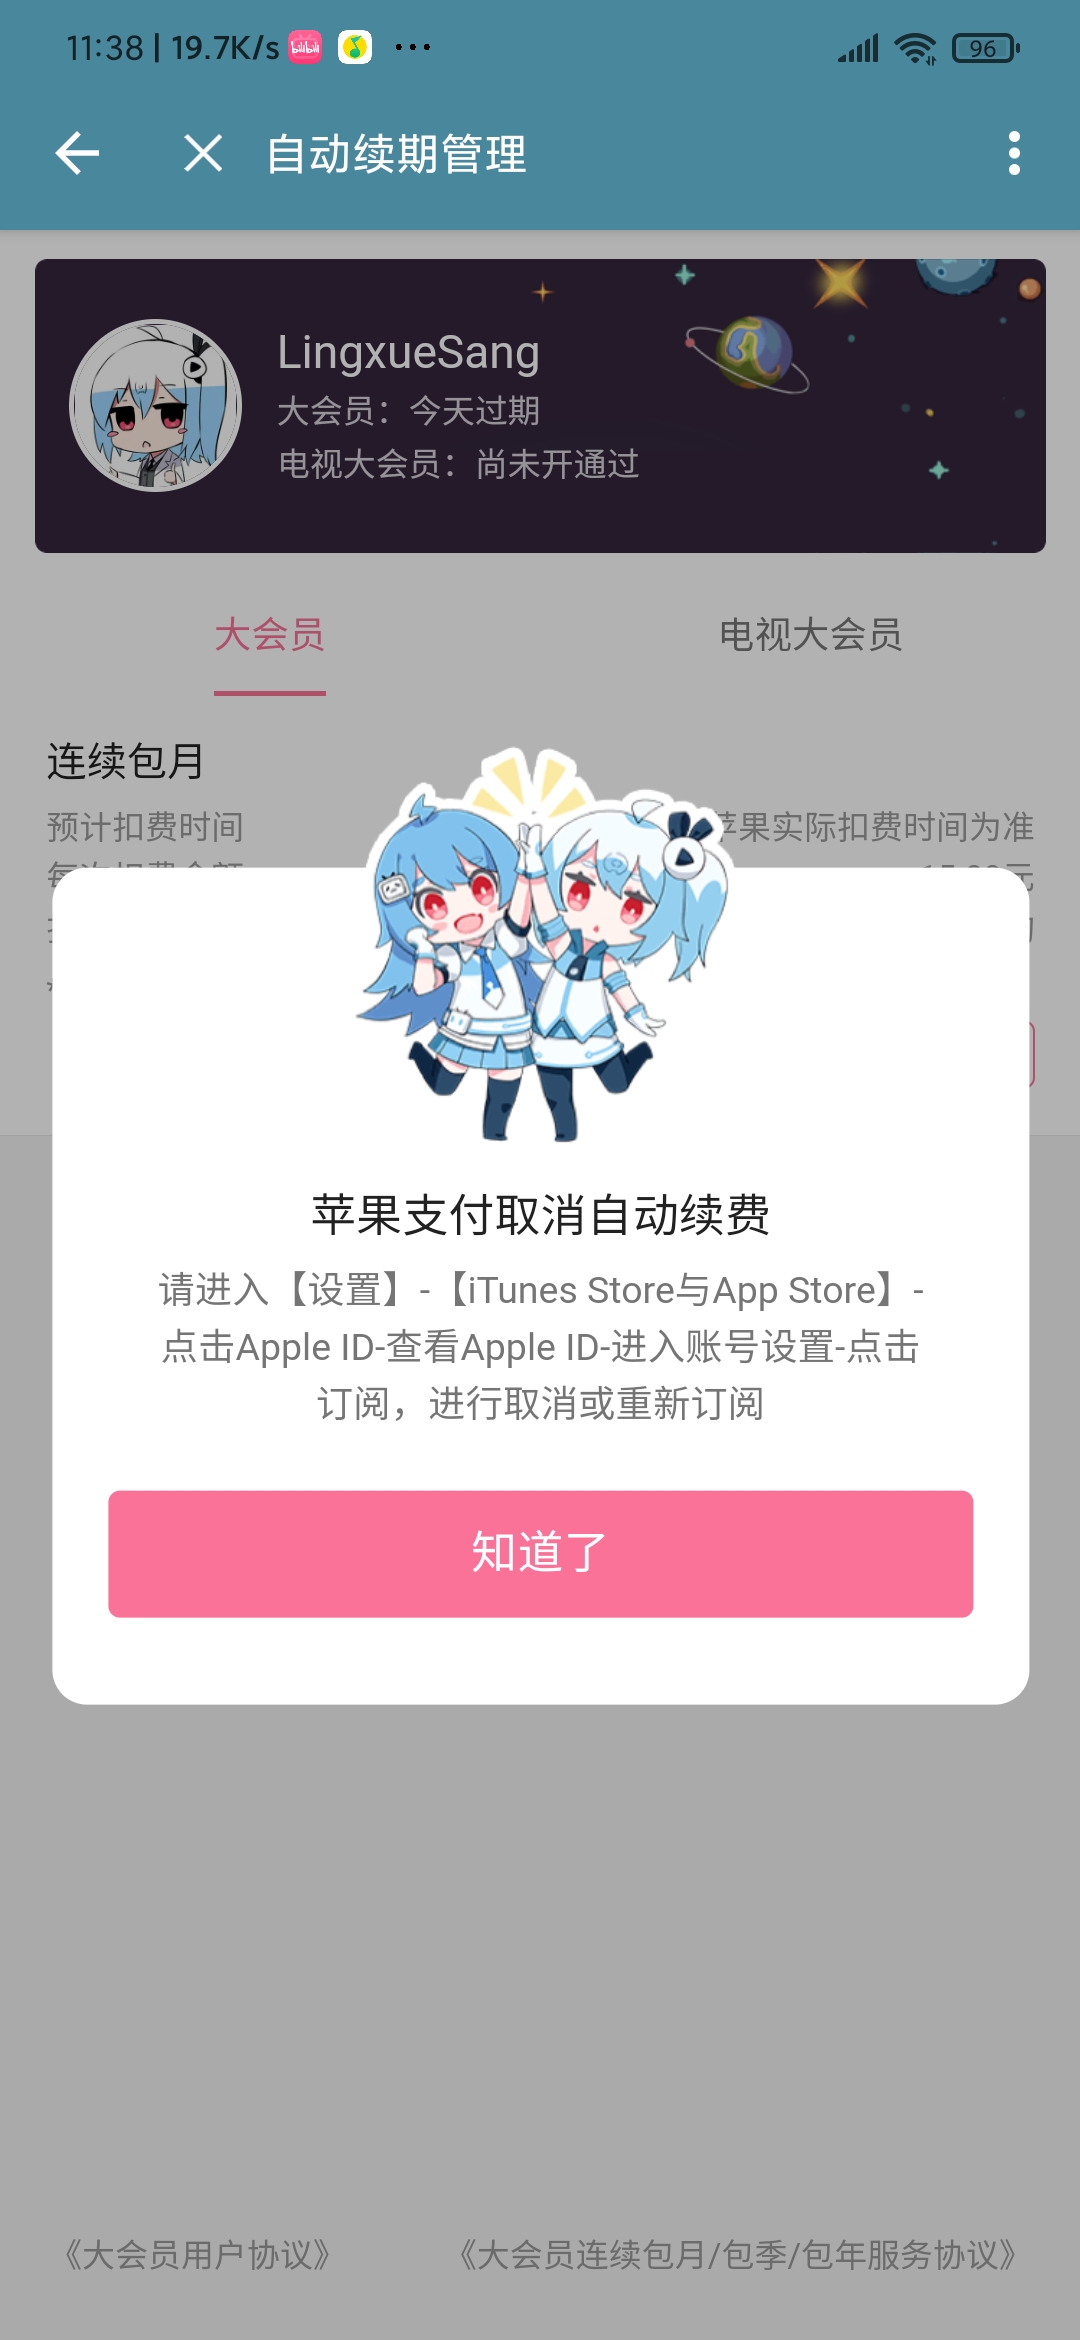 11:38 | 19.7K/s bilibili ... 96
自动续期管理
LingxueSang
大会员：今天过期
电视大会员：尚未开通过
大会员 电视大会员
连续包月
预计扣费时间 苹果实际扣费时间为准
苹果支付取消自动续费
请进入【设置】-【iTunes Store与App Store】-
点击Apple ID-查看Apple ID-进入账号设置-点击
订阅，进行取消或重新订阅
知道了
《大会员用户协议》 《大会员连续包月/包季/包年服务协议》